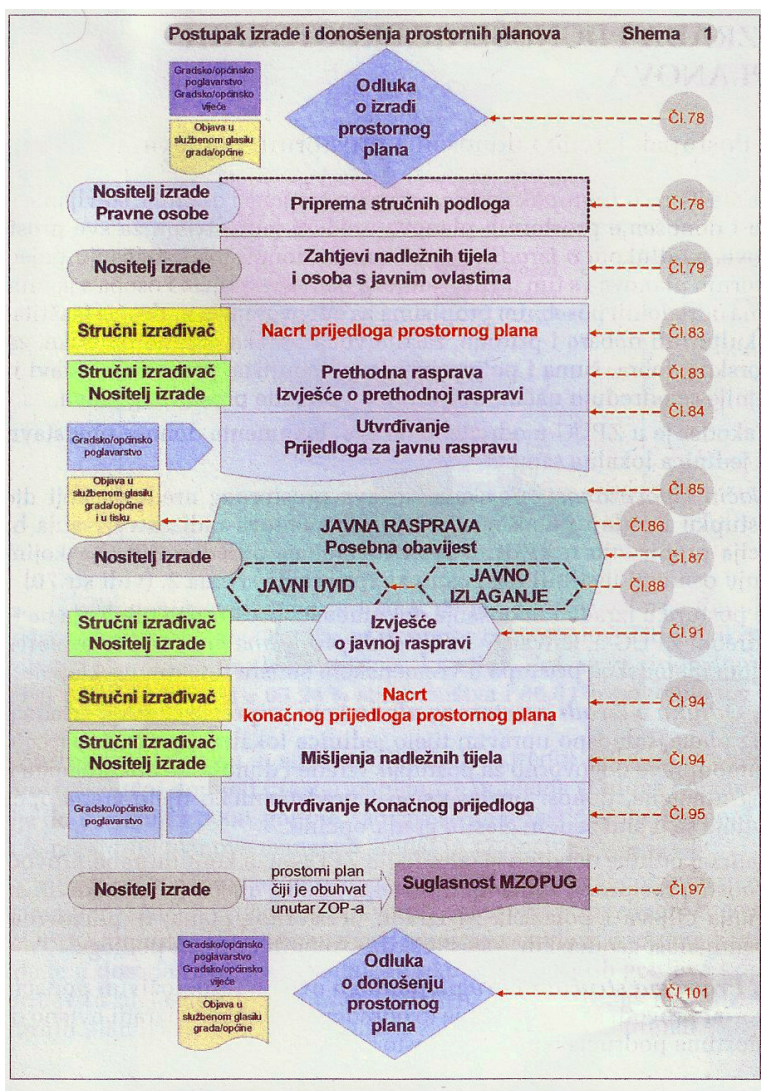 Postupak izrade i donošenja prostornih planova Shema 1
Gradsko/općinsko
poglavarstvo
Gradsko/općinsko
vijeće
Objava u
službenom glasilu
grada/općine
Odluka
o izradi
prostornog
plana
Čl.78
Nositelj izrade
Pravne osobe
Priprema stručnih podloga
Čl.78
Nositelj izrade
Zahtjevi nadležnih tijela
i osoba s javnim ovlastima
Čl.79
Stručni izrađivač
Nacrt prijedloga prostornog plana
Čl.83
Stručni izrađivač
Nositelj izrade
Prethodna rasprava
Izvješće o prethodnoj raspravi
Čl.83
Čl.84
Gradsko/općinsko
poglavarstvo
Utvrđivanje
Prijedloga za javnu raspravu
Čl.85
Objava u
službenom glasilu
grada/općine
i u tisku
JAVNA RASPRAVA
Posebna obavijest
Čl.86
Nositelj izrade
Čl.87
JAVNI UVID
JAVNO
IZLAGANJE
Čl.88
Stručni izrađivač
Nositelj izrade
Izvješće
o javnoj raspravi
Čl.91
Stručni izrađivač
Nacrt
konačnog prijedloga prostornog plana
Čl.94
Stručni izrađivač
Nositelj izrade
Mišljenja nadležnih tijela
Čl.94
Gradsko/općinsko
poglavarstvo
Utvrđivanje Konačnog prijedloga
Čl.95
Nositelj izrade
prostorni plan
čiji je obuhvat
unutar ZOP-a
Suglasnost MZOPUG
Čl.97
Gradsko/općinsko
poglavarstvo
Gradsko/općinsko
vijeće
Objava u
službenom glasilu
grada/općine
Odluka
o donošenju
prostornog
plana
Čl.101